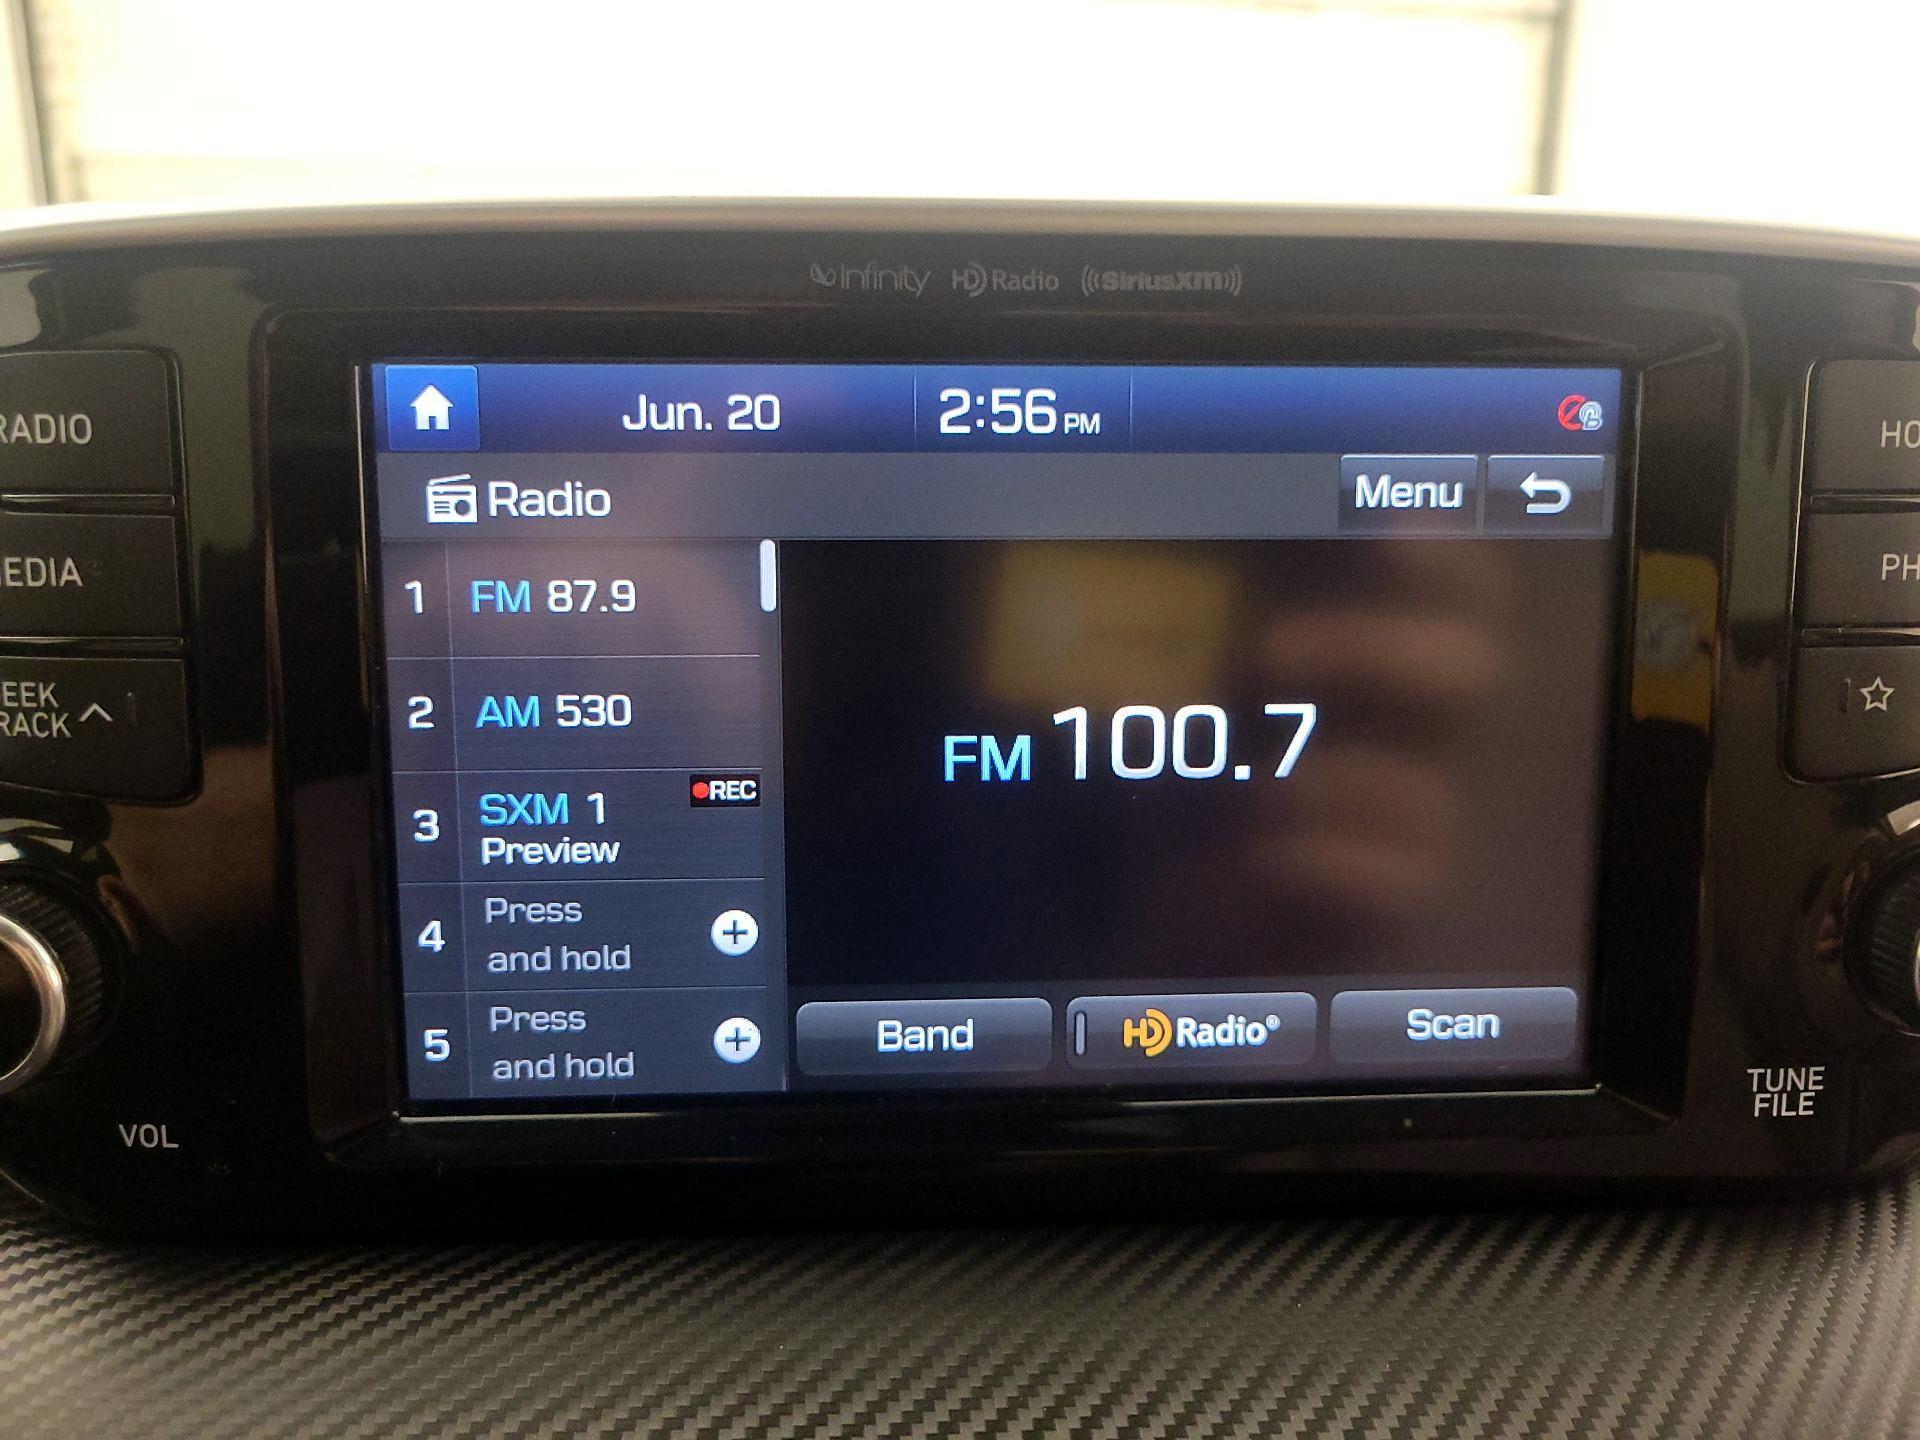 infinity HD Radio ((SiriusXM))
Jun. 20 2:56 PM
Radio
Menu
1 FM 87.9
2 AM 530
3 SXM 1
REC
Preview
4 Press
and hold
5 Press
and hold
FM 100.7
Band
HD Radio®
Scan
RADIO
EDIA
EEK
RACK
VOL
HO
PH
TUNE
FILE